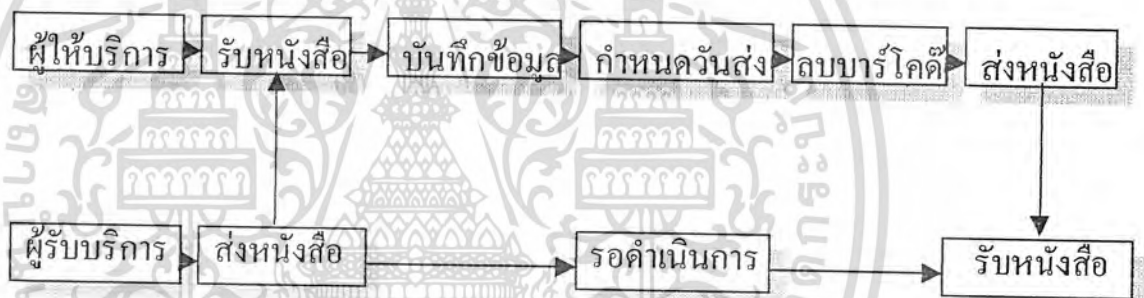 ผู้ให้บริการ รับหนังสือ บันทึกข้อมูล กำหนดวันส่ง ลบบาร์โคด๊ ส่งหนังสือ
ผู้รับบริการ ส่งหนังสือ รอดำเนินการ รับหนังสือ